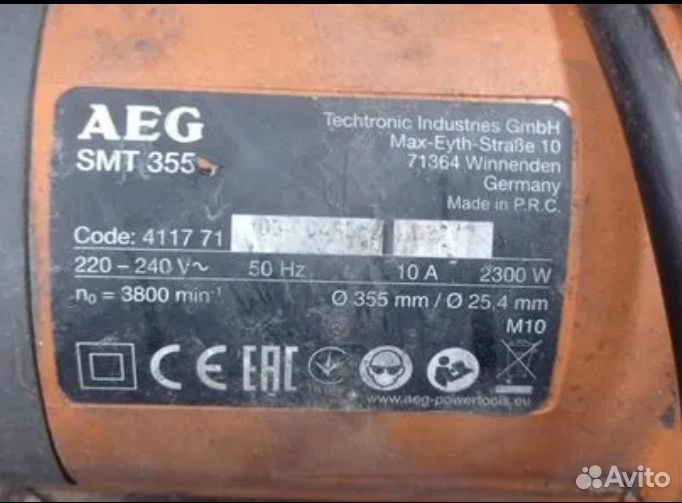 AEG
SMT 355
Techtronic Industries GmbH
Max-Eyth-Straße 10
71364 Winnenden
Germany
Made in P.R.C.
Code: 4117 71
220 – 240 V~ 50 Hz 10 A 2300 W
n₀ = 3800 min⁻¹ Ø 355 mm / Ø 25,4 mm
M10
CE EAC
www.aeg-powertools.eu
Avito